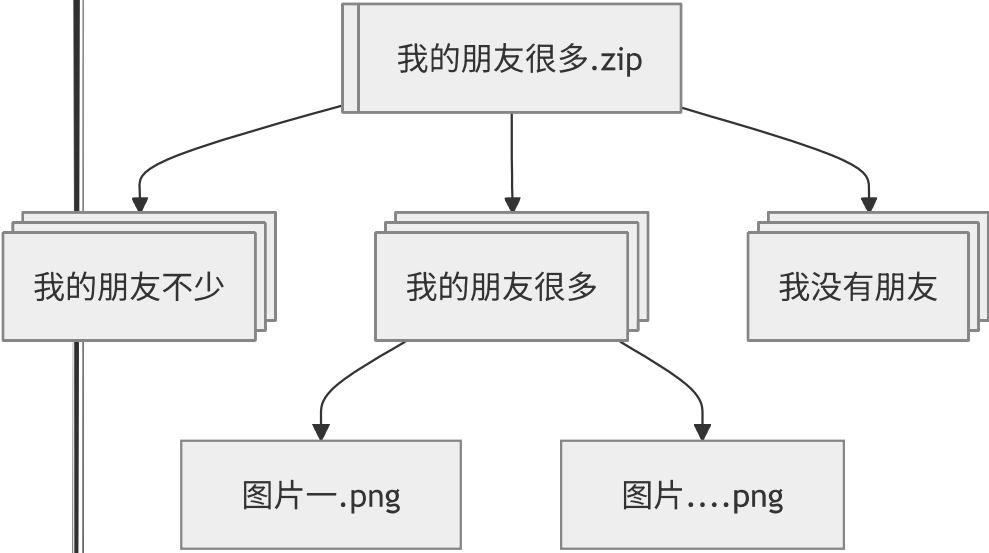 我的朋友很多.zip
我的朋友不少
我的朋友很多
我没有朋友
图片一.png
图片....png